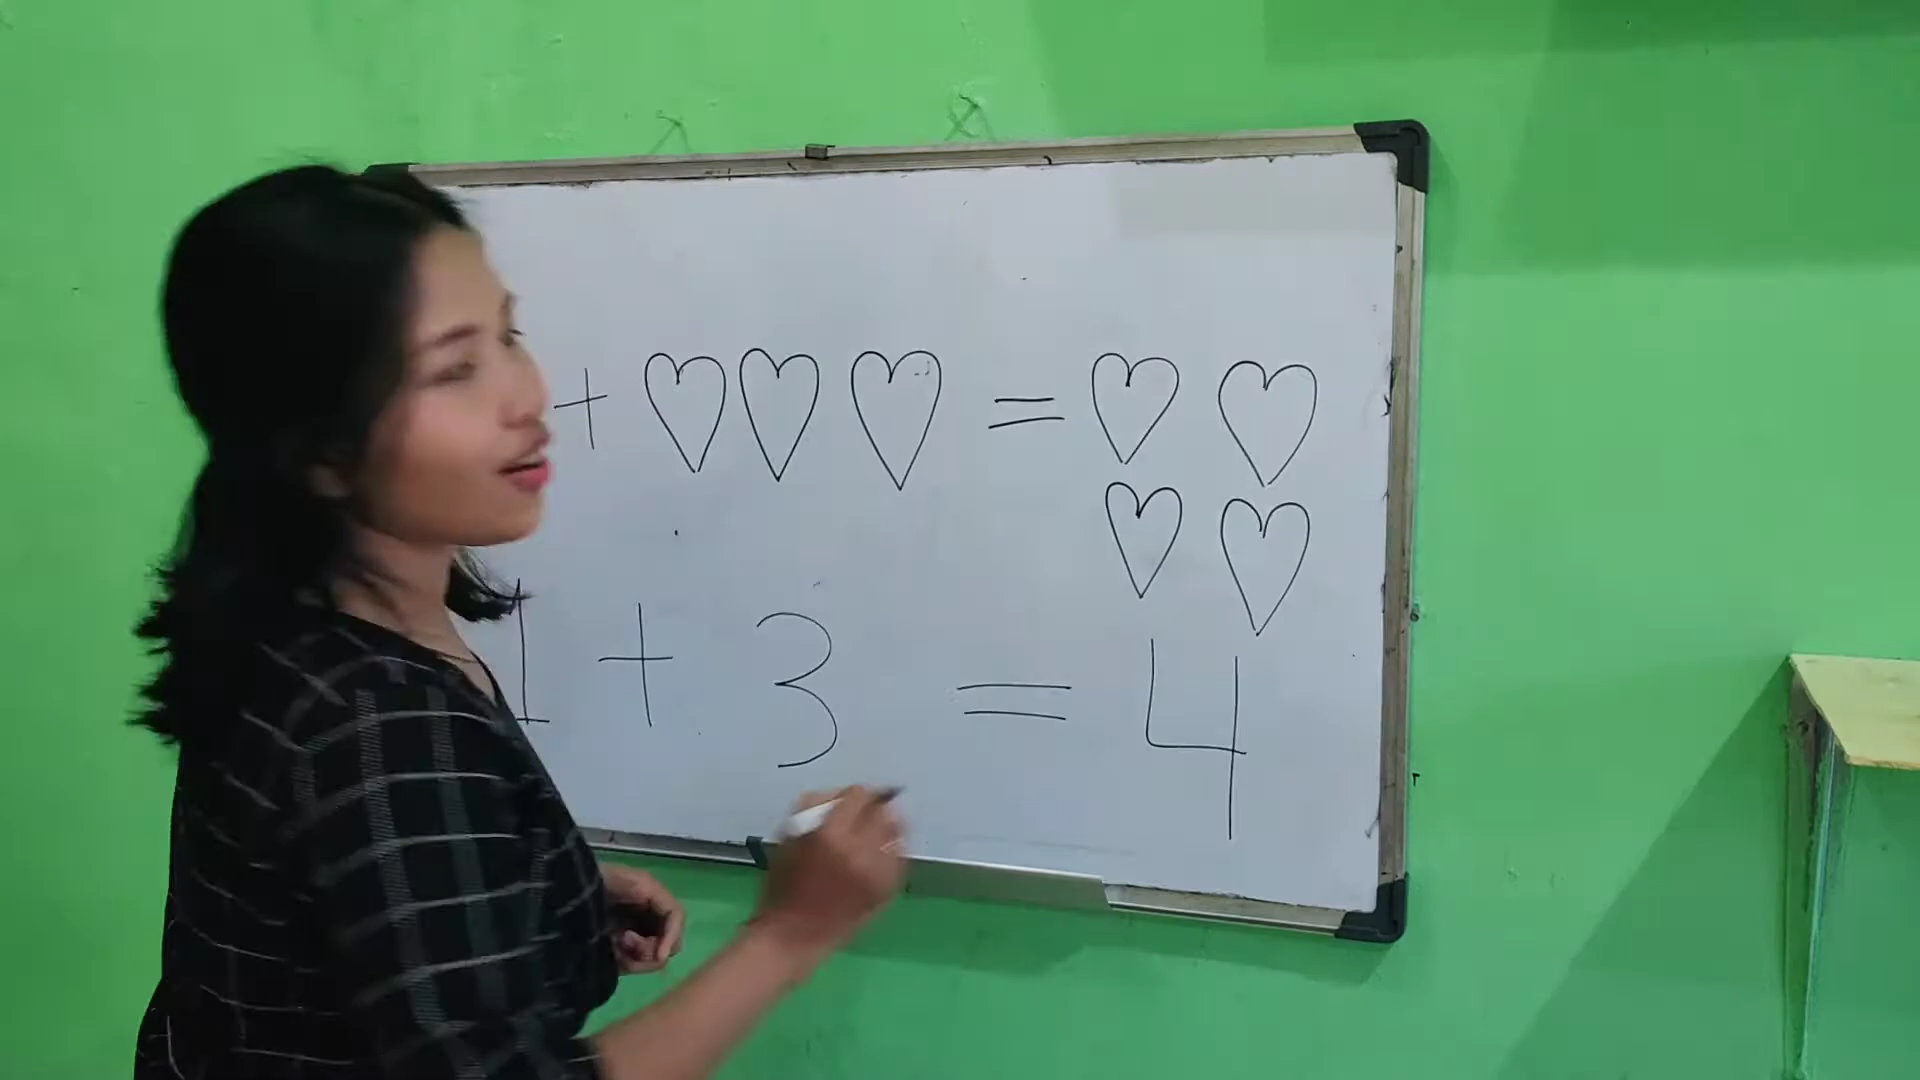 + =
1 + 3 = 4